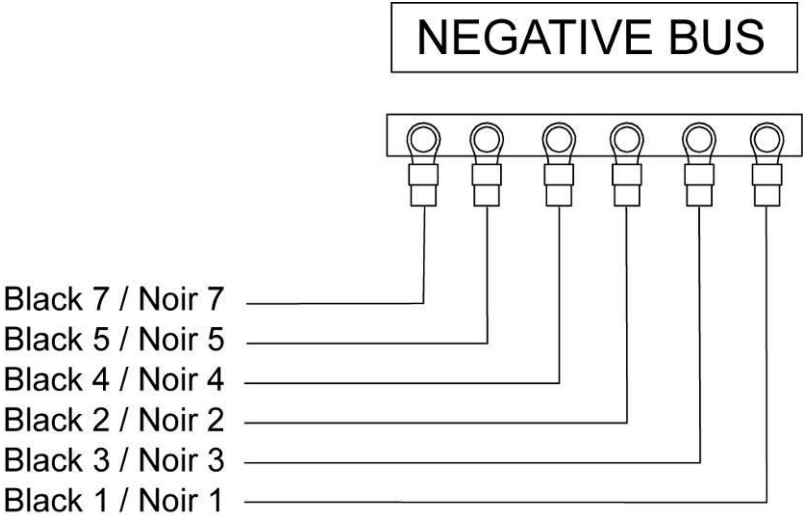 NEGATIVE BUS
Black 7 / Noir 7
Black 5 / Noir 5
Black 4 / Noir 4
Black 2 / Noir 2
Black 3 / Noir 3
Black 1 / Noir 1